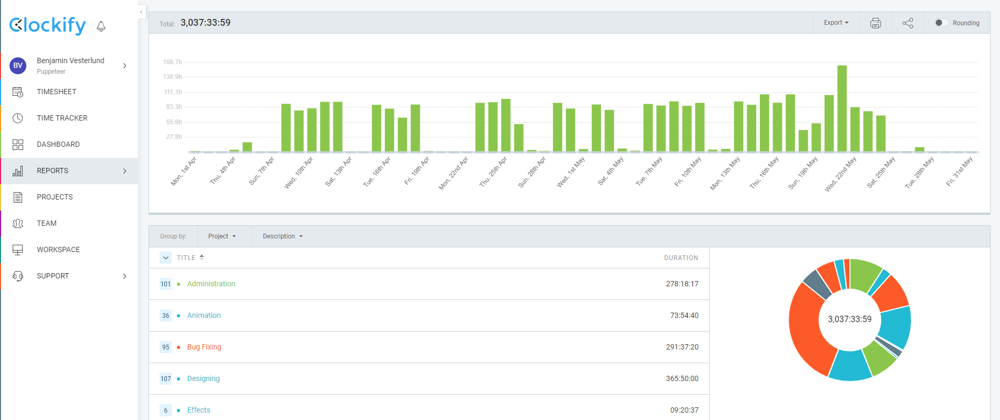 Clockify
BV
Benjamin Vesterlund
Puppeteer
TIMESHEET
TIME TRACKER
DASHBOARD
REPORTS
PROJECTS
TEAM
WORKSPACE
SUPPORT
Total: 3,037:33:59
Export
Rounding
166.7h
138.9h
111.1h
83.3h
55.6h
27.8h
Mon, 1st Apr
Thu, 4th Apr
Sun, 7th Apr
Wed, 10th Apr
Sat, 13th Apr
Tue, 16th Apr
Fri, 19th Apr
Mon, 22nd Apr
Thu, 25th Apr
Sun, 28th Apr
Wed, 1st May
Sat, 4th May
Tue, 7th May
Fri, 10th May
Mon, 13th May
Thu, 16th May
Sun, 19th May
Wed, 22nd May
Sat, 25th May
Tue, 28th May
Fri, 31st May
Group by: Project Description
TITLE DURATION
101 Administration 278:18:17
36 Animation 73:54:40
95 Bug Fixing 291:37:20
107 Designing 365:50:00
6 Effects 09:20:37
3,037:33:59